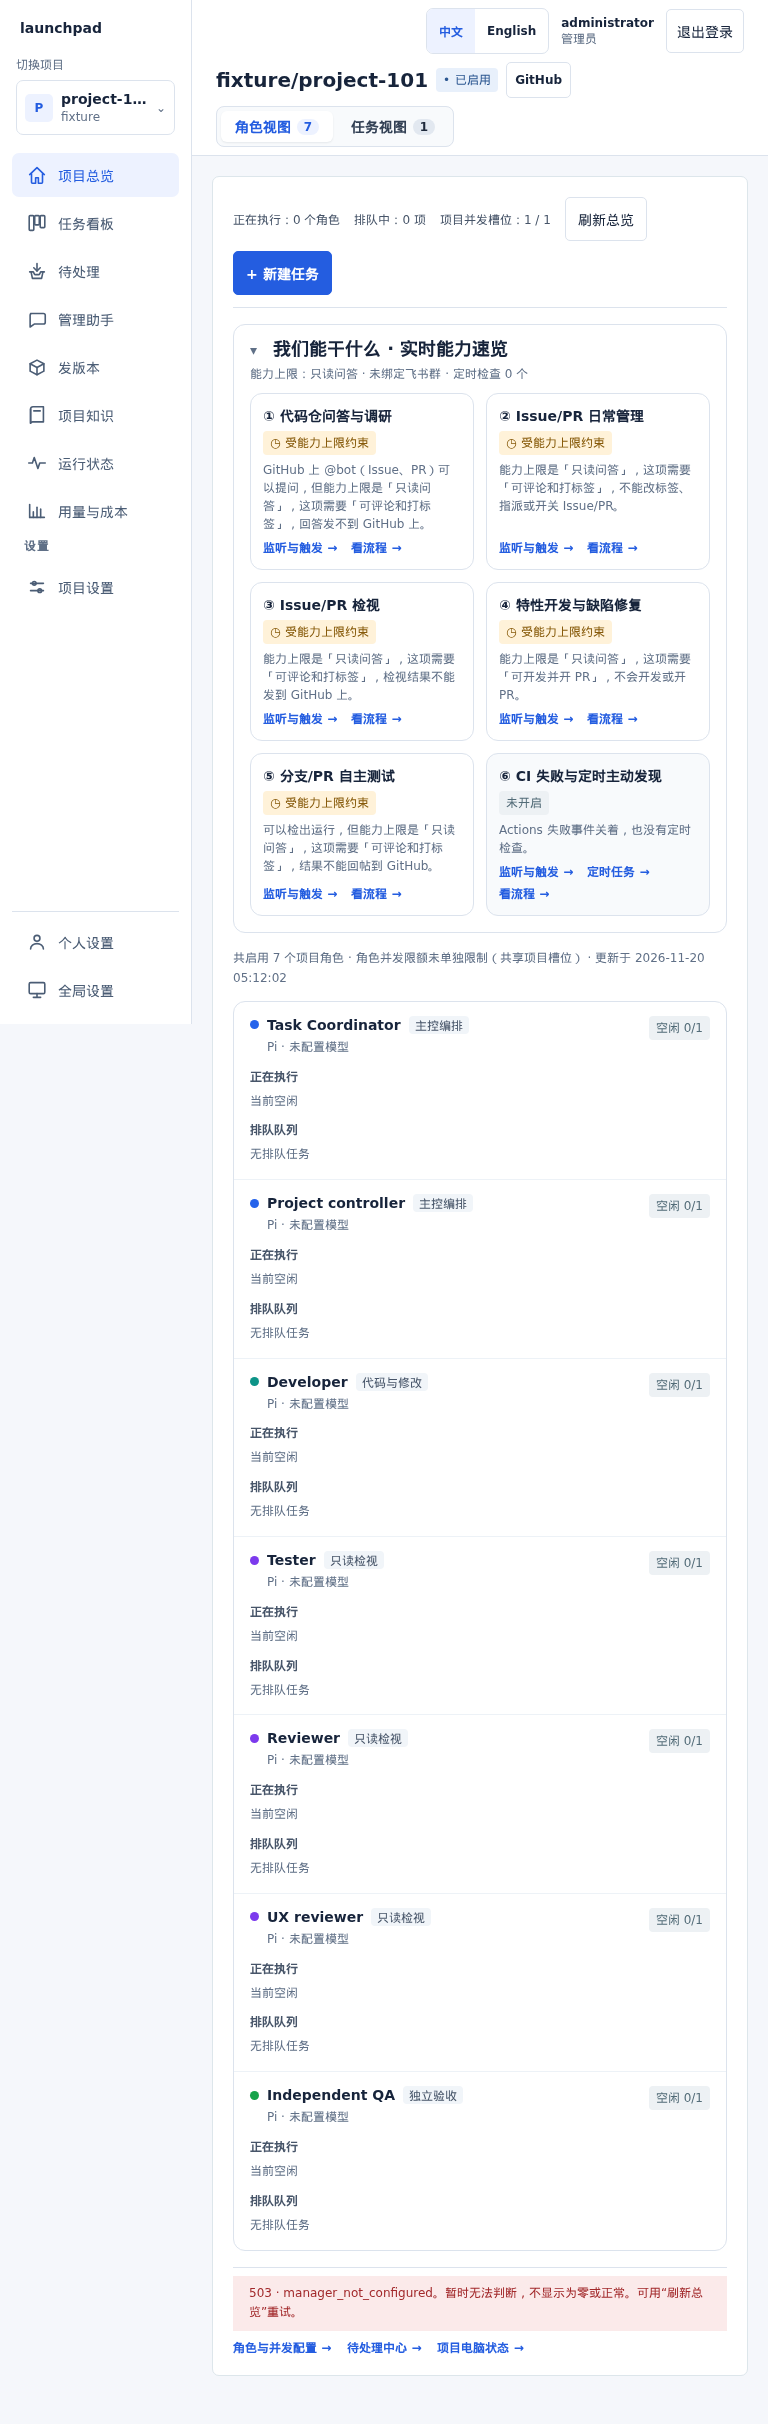 launchpad
切换项目
P
project-1...
fixture
项目总览
任务看板
待处理
管理助手
发版本
项目知识
运行状态
用量与成本
设置
项目设置
个人设置
全局设置
中文
English
administrator
管理员
退出登录
fixture/project-101
• 已启用
GitHub
角色视图 7
任务视图 1
正在执行：0 个角色 排队中：0 项 项目并发槽位：1 / 1
刷新总览
+ 新建任务
▾ 我们能干什么 · 实时能力速览
能力上限：只读问答 · 未绑定飞书群 · 定时检查 0 个
① 代码仓问答与调研
◷ 受能力上限约束
GitHub 上 @bot（Issue、PR）可
以提问，但能力上限是「只读问
答」，这项需要「可评论和打标
签」，回答发不到 GitHub 上。
监听与触发 → 看流程 →
② Issue/PR 日常管理
◷ 受能力上限约束
能力上限是「只读问答」，这项需要
「可评论和打标签」，不能改标签、
指派或开关 Issue/PR。
监听与触发 → 看流程 →
③ Issue/PR 检视
◷ 受能力上限约束
能力上限是「只读问答」，这项需要
「可评论和打标签」，检视结果不能
发到 GitHub 上。
监听与触发 → 看流程 →
④ 特性开发与缺陷修复
◷ 受能力上限约束
能力上限是「只读问答」，这项需要
「可开发并开 PR」，不会开发或开
PR。
监听与触发 → 看流程 →
⑤ 分支/PR 自主测试
◷ 受能力上限约束
可以检出运行，但能力上限是「只读
问答」，这项需要「可评论和打标
签」，结果不能回帖到 GitHub。
监听与触发 → 看流程 →
⑥ CI 失败与定时主动发现
未开启
Actions 失败事件关着，也没有定时
检查。
监听与触发 → 定时任务 →
看流程 →
共启用 7 个项目角色 · 角色并发限额未单独限制（共享项目槽位） · 更新于 2026-11-20
05:12:02
Task Coordinator 主控编排 空闲 0/1
Pi · 未配置模型
正在执行
当前空闲
排队队列
无排队任务
Project controller 主控编排 空闲 0/1
Pi · 未配置模型
正在执行
当前空闲
排队队列
无排队任务
Developer 代码与修改 空闲 0/1
Pi · 未配置模型
正在执行
当前空闲
排队队列
无排队任务
Tester 只读检视 空闲 0/1
Pi · 未配置模型
正在执行
当前空闲
排队队列
无排队任务
Reviewer 只读检视 空闲 0/1
Pi · 未配置模型
正在执行
当前空闲
排队队列
无排队任务
UX reviewer 只读检视 空闲 0/1
Pi · 未配置模型
正在执行
当前空闲
排队队列
无排队任务
Independent QA 独立验收 空闲 0/1
Pi · 未配置模型
正在执行
当前空闲
排队队列
无排队任务
503 · manager_not_configured。暂时无法判断，不显示为零或正常。可用“刷新总
览”重试。
角色与并发配置 → 待处理中心 → 项目电脑状态 →